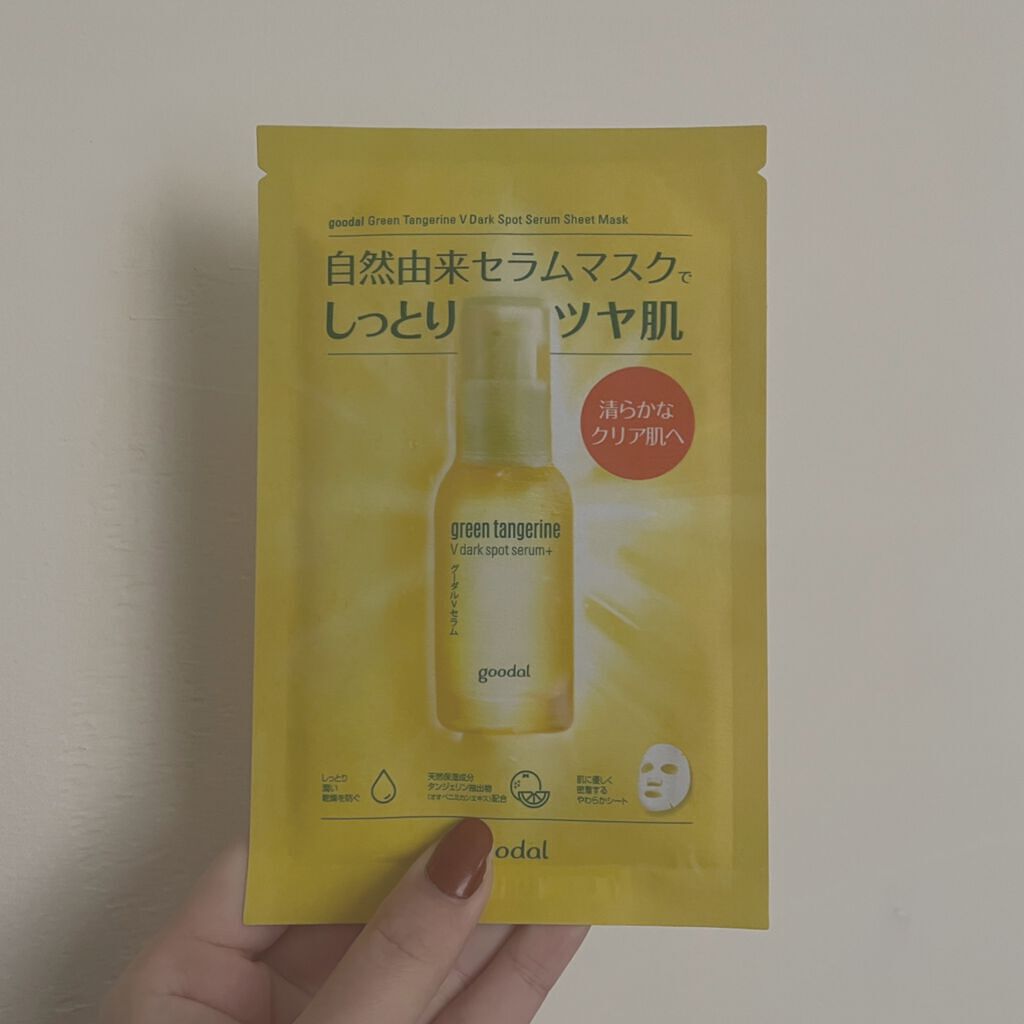 goodal Green Tangerine V Dark Spot Serum Sheet Mask
自然由来セラムマスクで
しっとり ツヤ肌
清らかな
クリア肌へ
green tangerine
V dark spot serum+
グーダルVセラム
goodal
しっとり
潤い
乾燥を防ぐ
天然保湿成分
タンジェリン抽出物
(オオベニミカンエキス)配合
肌に優しく
密着する
やわらかシート
odal